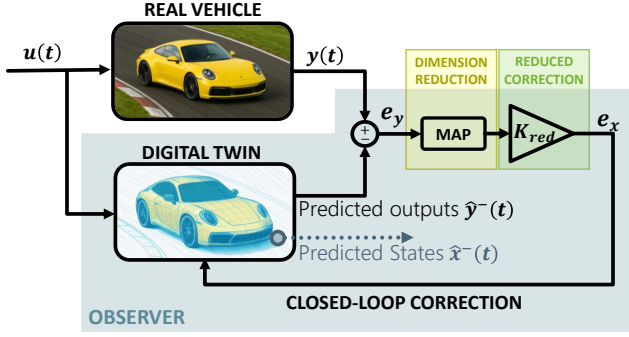 REAL VEHICLE
u(t)
y(t)
DIMENSION
REDUCTION
REDUCED
CORRECTION
e_y
+
−
MAP
K_red
e_x
DIGITAL TWIN
Predicted outputs ŷ⁻(t)
Predicted States x̂⁻(t)
CLOSED-LOOP CORRECTION
OBSERVER